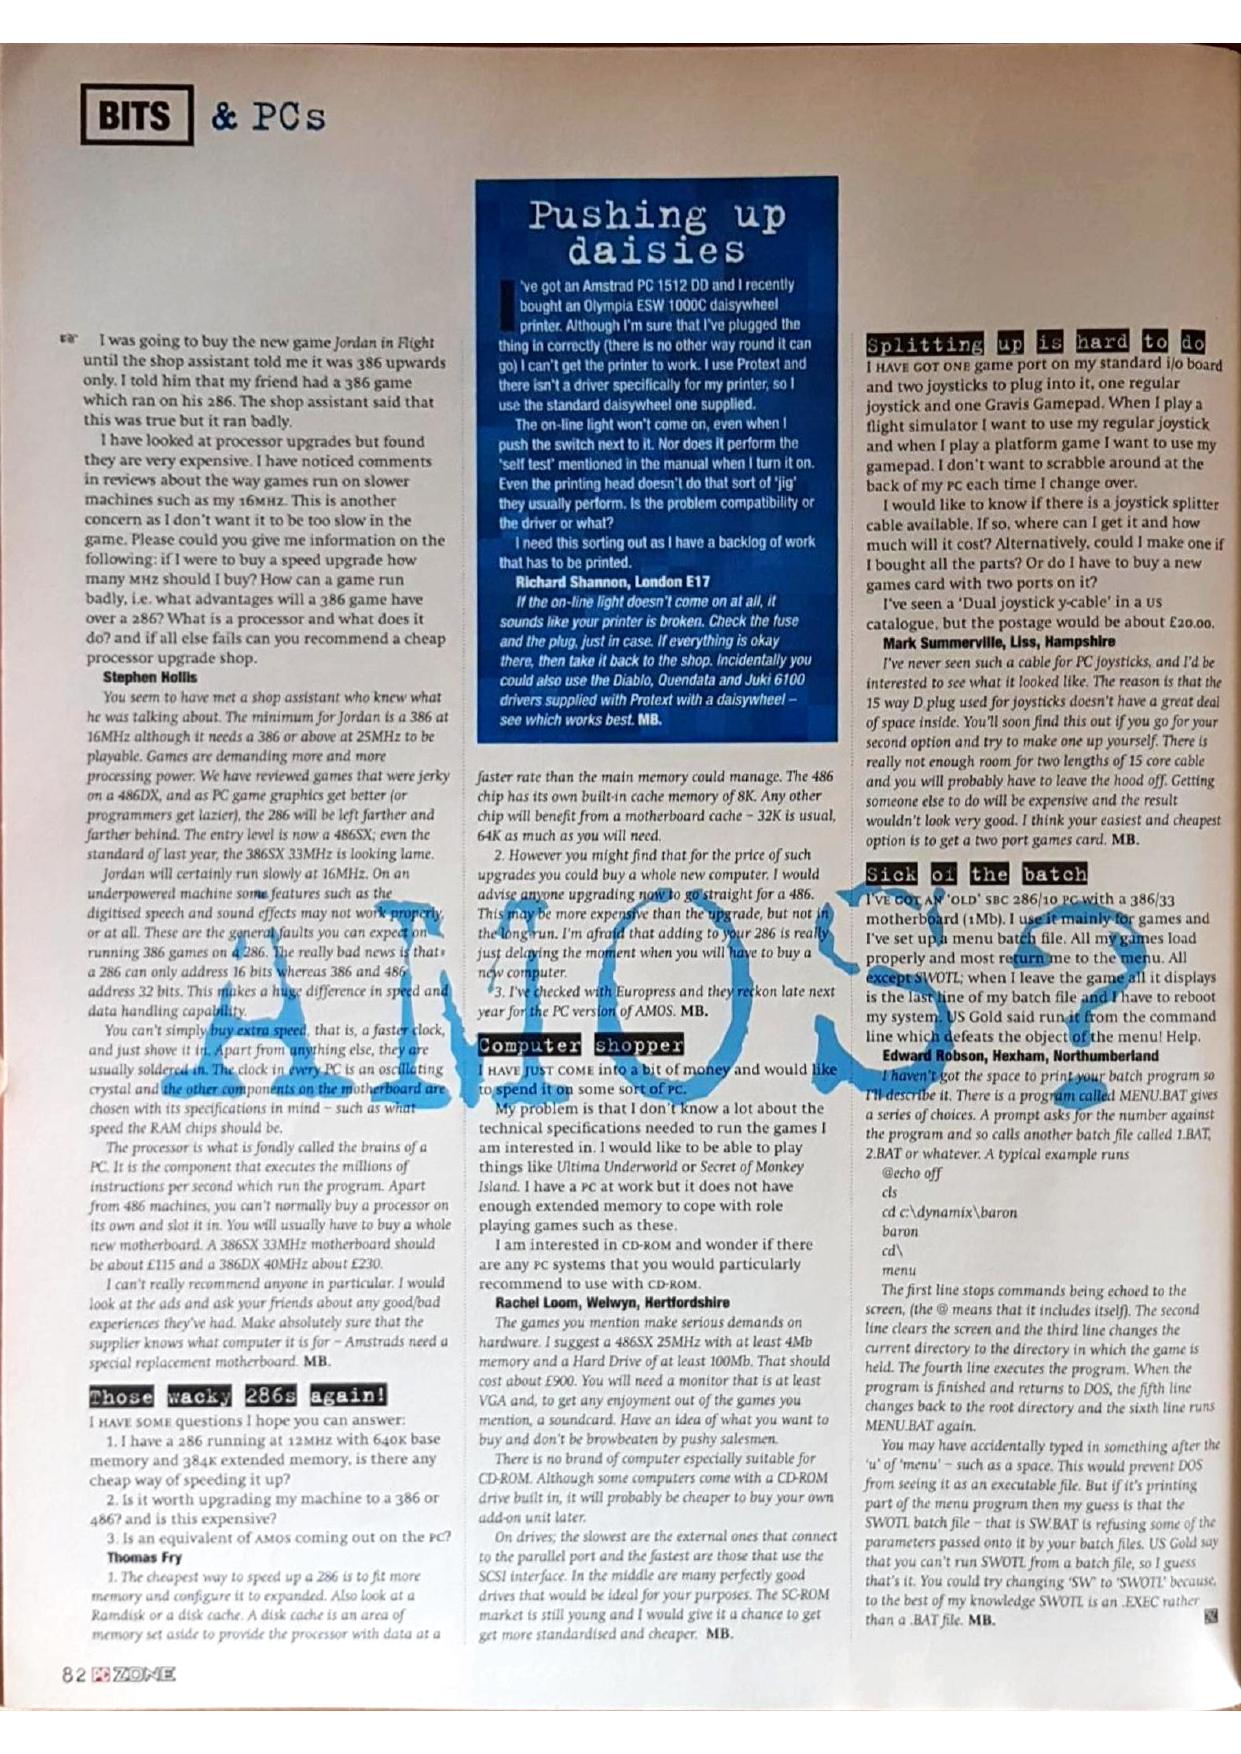 BITS & PCs
☞ I was going to buy the new game Jordan in Flight
until the shop assistant told me it was 386 upwards
only. I told him that my friend had a 386 game
which ran on his 286. The shop assistant said that
this was true but it ran badly.
I have looked at processor upgrades but found
they are very expensive. I have noticed comments
in reviews about the way games run on slower
machines such as my 16MHZ. This is another
concern as I don't want it to be too slow in the
game. Please could you give me information on the
following: if I were to buy a speed upgrade how
many MHZ should I buy? How can a game run
badly, i.e. what advantages will a 386 game have
over a 286? What is a processor and what does it
do? and if all else fails can you recommend a cheap
processor upgrade shop.
Stephen Hollis
You seem to have met a shop assistant who knew what
he was talking about. The minimum for Jordan is a 386 at
16MHz although it needs a 386 or above at 25MHz to be
playable. Games are demanding more and more
processing power. We have reviewed games that were jerky
on a 486DX, and as PC game graphics get better (or
programmers get lazier), the 286 will be left farther and
farther behind. The entry level is now a 486SX; even the
standard of last year, the 386SX 33MHz is looking lame.
Jordan will certainly run slowly at 16MHz. On an
underpowered machine some features such as the
digitised speech and sound effects may not work properly,
or at all. These are the general faults you can expect on
running 386 games on a 286. The really bad news is that
a 286 can only address 16 bits whereas 386 and 486
address 32 bits. This makes a huge difference in speed and
data handling capability.
You can't simply buy extra speed, that is, a faster clock,
and just shove it in. Apart from anything else, they are
usually soldered in. The clock in every PC is an oscillating
crystal and the other components on the motherboard are
chosen with its specifications in mind – such as what
speed the RAM chips should be.
The processor is what is fondly called the brains of a
PC. It is the component that executes the millions of
instructions per second which run the program. Apart
from 486 machines, you can't normally buy a processor on
its own and slot it in. You will usually have to buy a whole
new motherboard. A 386SX 33MHz motherboard should
be about £115 and a 386DX 40MHz about £230.
I can't really recommend anyone in particular. I would
look at the ads and ask your friends about any good/bad
experiences they've had. Make absolutely sure that the
supplier knows what computer it is for – Amstrads need a
special replacement motherboard. MB.
Those wacky 286s again!
I HAVE SOME questions I hope you can answer:
1. I have a 286 running at 12MHZ with 640K base
memory and 384K extended memory, is there any
cheap way of speeding it up?
2. Is it worth upgrading my machine to a 386 or
486? and is this expensive?
3. Is an equivalent of AMOS coming out on the PC?
Thomas Fry
1. The cheapest way to speed up a 286 is to fit more
memory and configure it to expanded. Also look at a
Ramdisk or a disk cache. A disk cache is an area of
memory set aside to provide the processor with data at a
Pushing up
daisies
I've got an Amstrad PC 1512 DD and I recently
bought an Olympia ESW 1000C daisywheel
printer. Although I'm sure that I've plugged the
thing in correctly (there is no other way round it can
go) I can't get the printer to work. I use Protext and
there isn't a driver specifically for my printer, so I
use the standard daisywheel one supplied.
The on-line light won't come on, even when I
push the switch next to it. Nor does it perform the
'self test' mentioned in the manual when I turn it on.
Even the printing head doesn't do that sort of 'jig'
they usually perform. Is the problem compatibility or
the driver or what?
I need this sorting out as I have a backlog of work
that has to be printed.
Richard Shannon, London E17
If the on-line light doesn't come on at all, it
sounds like your printer is broken. Check the fuse
and the plug, just in case. If everything is okay
there, then take it back to the shop. Incidentally you
could also use the Diablo, Quendata and Juki 6100
drivers supplied with Protext with a daisywheel –
see which works best. MB.
faster rate than the main memory could manage. The 486
chip has its own built-in cache memory of 8K. Any other
chip will benefit from a motherboard cache – 32K is usual,
64K as much as you will need.
2. However you might find that for the price of such
upgrades you could buy a whole new computer. I would
advise anyone upgrading now to go straight for a 486.
This may be more expensive than the upgrade, but not in
the long run. I'm afraid that adding to your 286 is really
just delaying the moment when you will have to buy a
new computer.
3. I've checked with Europress and they reckon late next
year for the PC version of AMOS. MB.
Computer shopper
I HAVE JUST COME into a bit of money and would like
to spend it on some sort of PC.
My problem is that I don't know a lot about the
technical specifications needed to run the games I
am interested in. I would like to be able to play
things like Ultima Underworld or Secret of Monkey
Island. I have a PC at work but it does not have
enough extended memory to cope with role
playing games such as these.
I am interested in CD-ROM and wonder if there
are any PC systems that you would particularly
recommend to use with CD-ROM.
Rachel Loom, Welwyn, Hertfordshire
The games you mention make serious demands on
hardware. I suggest a 486SX 25MHz with at least 4Mb
memory and a Hard Drive of at least 100Mb. That should
cost about £900. You will need a monitor that is at least
VGA and, to get any enjoyment out of the games you
mention, a soundcard. Have an idea of what you want to
buy and don't be browbeaten by pushy salesmen.
There is no brand of computer especially suitable for
CD-ROM. Although some computers come with a CD-ROM
drive built in, it will probably be cheaper to buy your own
add-on unit later.
On drives; the slowest are the external ones that connect
to the parallel port and the fastest are those that use the
SCSI interface. In the middle are many perfectly good
drives that would be ideal for your purposes. The SC-ROM
market is still young and I would give it a chance to get
get more standardised and cheaper. MB.
Splitting up is hard to do
I HAVE GOT ONE game port on my standard i/o board
and two joysticks to plug into it, one regular
joystick and one Gravis Gamepad. When I play a
flight simulator I want to use my regular joystick
and when I play a platform game I want to use my
gamepad. I don't want to scrabble around at the
back of my PC each time I change over.
I would like to know if there is a joystick splitter
cable available. If so, where can I get it and how
much will it cost? Alternatively, could I make one if
I bought all the parts? Or do I have to buy a new
games card with two ports on it?
I've seen a 'Dual joystick y-cable' in a US
catalogue, but the postage would be about £20.00.
Mark Summerville, Liss, Hampshire
I've never seen such a cable for PC joysticks, and I'd be
interested to see what it looked like. The reason is that the
15 way D plug used for joysticks doesn't have a great deal
of space inside. You'll soon find this out if you go for your
second option and try to make one up yourself. There is
really not enough room for two lengths of 15 core cable
and you will probably have to leave the hood off. Getting
someone else to do will be expensive and the result
wouldn't look very good. I think your easiest and cheapest
option is to get a two port games card. MB.
Sick of the batch
I'VE GOT AN 'OLD' SBC 286/10 PC with a 386/33
motherboard (1Mb). I use it mainly for games and
I've set up a menu batch file. All my games load
properly and most return me to the menu. All
except SWOTL; when I leave the game all it displays
is the last line of my batch file and I have to reboot
my system. US Gold said run it from the command
line which defeats the object of the menu! Help.
Edward Robson, Hexham, Northumberland
I haven't got the space to print your batch program so
I'll describe it. There is a program called MENU.BAT gives
a series of choices. A prompt asks for the number against
the program and so calls another batch file called 1.BAT,
2.BAT or whatever. A typical example runs
@echo off
cls
cd c:\dynamix\baron
baron
cd\
menu
The first line stops commands being echoed to the
screen, (the @ means that it includes itself). The second
line clears the screen and the third line changes the
current directory to the directory in which the game is
held. The fourth line executes the program. When the
program is finished and returns to DOS, the fifth line
changes back to the root directory and the sixth line runs
MENU.BAT again.
You may have accidentally typed in something after the
'u' of 'menu' – such as a space. This would prevent DOS
from seeing it as an executable file. But if it's printing
part of the menu program then my guess is that the
SWOTL batch file – that is SW.BAT is refusing some of the
parameters passed onto it by your batch files. US Gold say
that you can't run SWOTL from a batch file, so I guess
that's it. You could try changing 'SW' to 'SWOTL' because,
to the best of my knowledge SWOTL is an .EXEC rather
than a .BAT file. MB.
AMOS?
82 PC ZONE